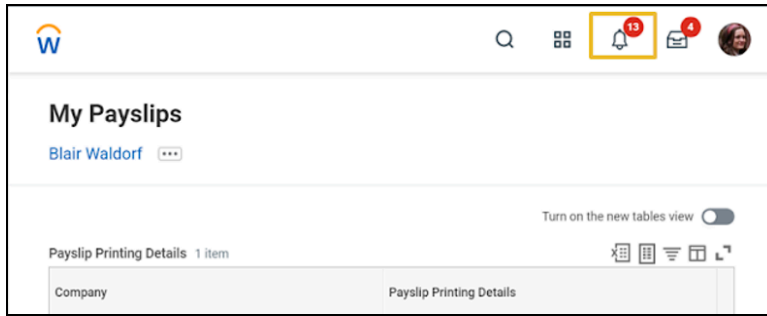 W
13
4
My Payslips
Blair Waldorf
Turn on the new tables view
Payslip Printing Details 1 item
Company Payslip Printing Details